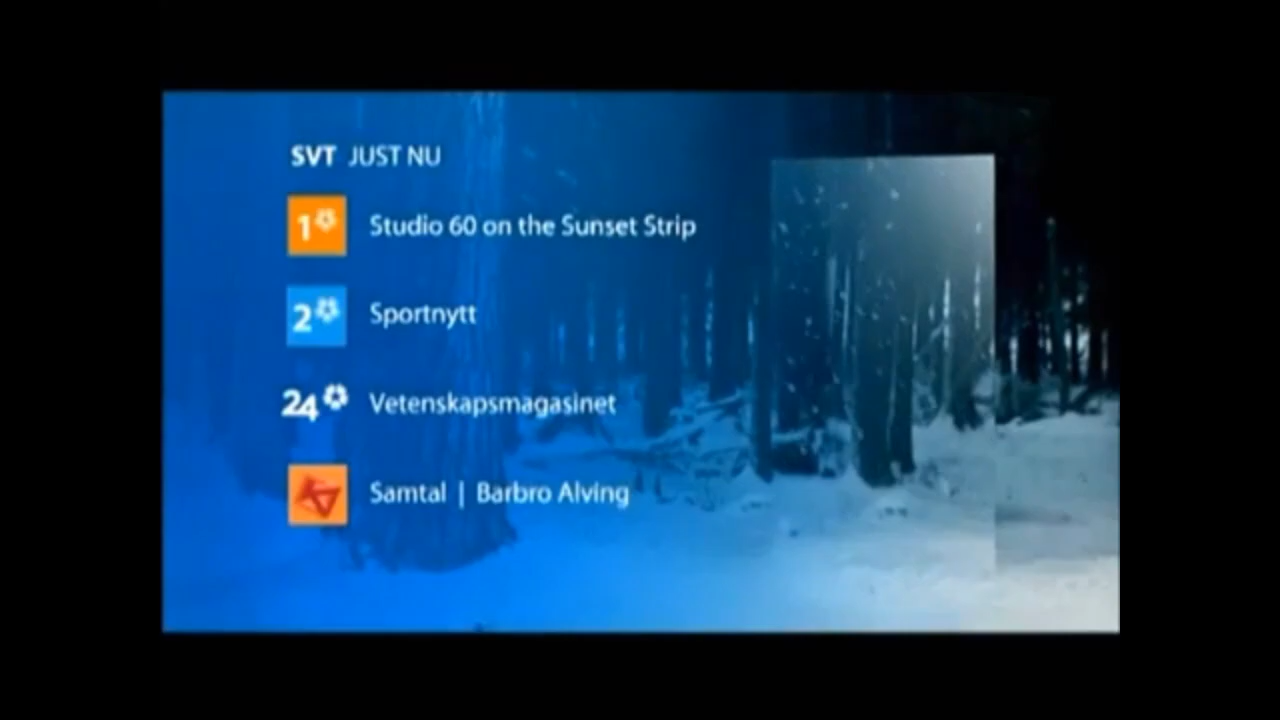 SVT JUST NU
1 Studio 60 on the Sunset Strip
2 Sportnytt
24 Vetenskapsmagasinet
Samtal | Barbro Alving